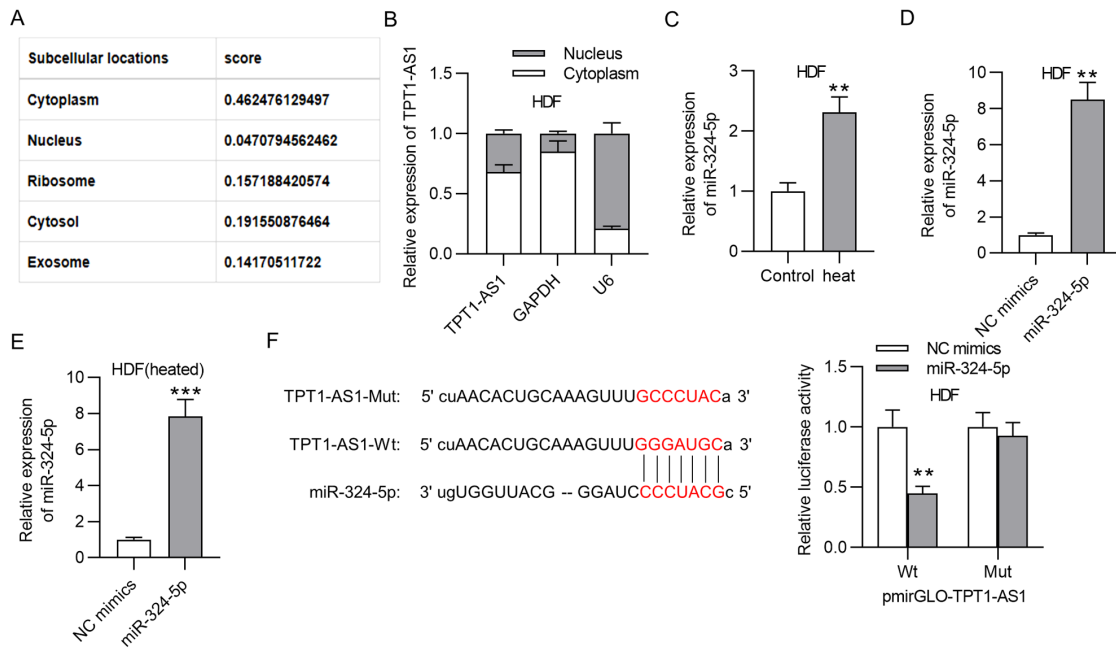 A
Subcellular locations score
Cytoplasm 0.462476129497
Nucleus 0.0470794562462
Ribosome 0.157188420574
Cytosol 0.191550876464
Exosome 0.14170511722
B
Nucleus
Cytoplasm
HDF
Relative expression of TPT1-AS1
1.5
1.0
0.5
0.0
TPT1-AS1 GAPDH U6
C
HDF
**
Relative expression
of miR-324-5p
3
2
1
0
Control heat
D
HDF
**
Relative expression
of miR-324-5p
10
8
6
4
2
0
NC mimics miR-324-5p
E
HDF(heated)
***
Relative expression
of miR-324-5p
10
8
6
4
2
0
NC mimics miR-324-5p
F
TPT1-AS1-Mut: 5' cuAACACUGCAAAGUUUGCCCUACa 3'
TPT1-AS1-Wt: 5' cuAACACUGCAAAGUUUGGGAUGCa 3'
miR-324-5p: 3' ugUGGUUACG -- GGAUCCCCUACGc 5'
NC mimics
miR-324-5p
HDF
**
Relative luciferase activity
1.5
1.0
0.5
0.0
Wt Mut
pmirGLO-TPT1-AS1